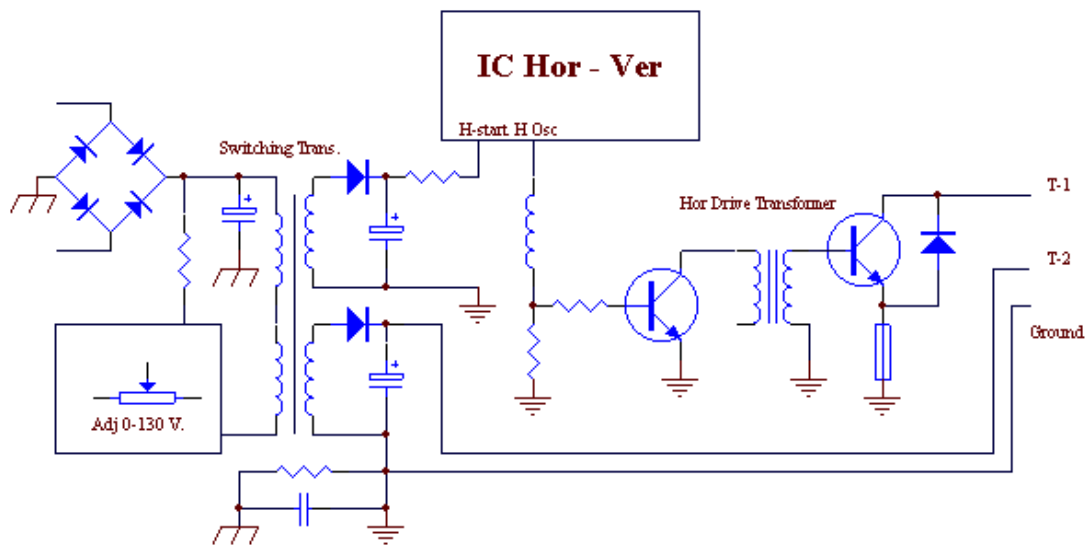 IC Hor - Ver
H-start H Osc
Switching Trans.
T-1
Hor Drive Transformer
T-2
Ground
Adj 0-130 V.
+
+
+